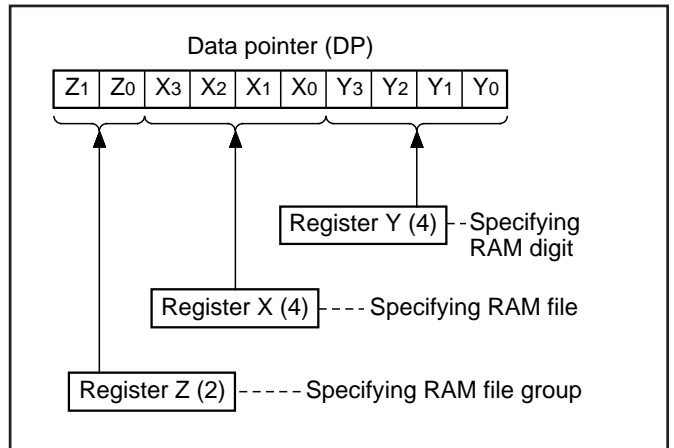 Data pointer (DP)
Z1 Z0 X3 X2 X1 X0 Y3 Y2 Y1 Y0
Register Y (4)
Specifying
RAM digit
Register X (4)
Specifying RAM file
Register Z (2)
Specifying RAM file group